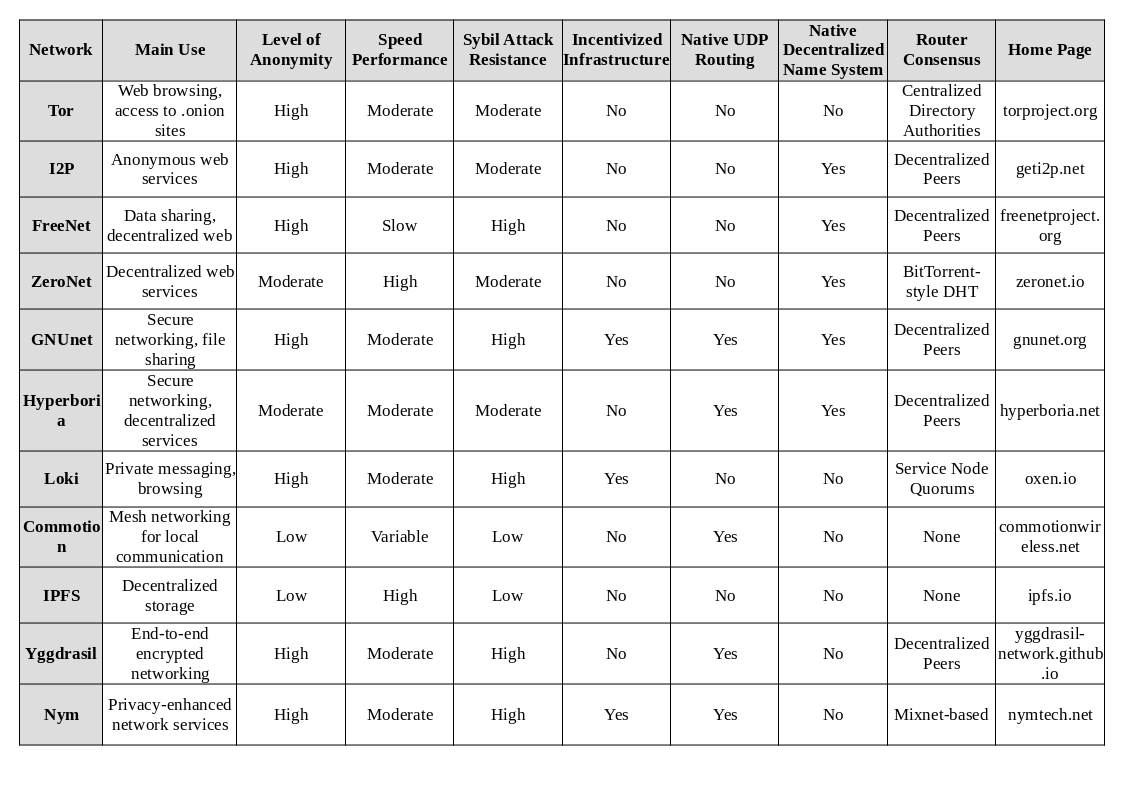 Network
Main Use
Level of
Anonymity
Speed
Performance
Sybil Attack
Resistance
Incentivized
Infrastructure
Native UDP
Routing
Native
Decentralized
Name System
Router
Consensus
Home Page
Tor
Web browsing,
access to .onion
sites
High
Moderate
Moderate
No
No
No
Centralized
Directory
Authorities
torproject.org
I2P
Anonymous web
services
High
Moderate
Moderate
No
No
Yes
Decentralized
Peers
geti2p.net
FreeNet
Data sharing,
decentralized web
High
Slow
High
No
No
Yes
Decentralized
Peers
freenetproject.
org
ZeroNet
Decentralized web
services
Moderate
High
Moderate
No
No
Yes
BitTorrent-
style DHT
zeronet.io
GNUnet
Secure
networking, file
sharing
High
Moderate
High
Yes
Yes
Yes
Decentralized
Peers
gnunet.org
Hyperbori
a
Secure
networking,
decentralized
services
Moderate
Moderate
Moderate
No
Yes
Yes
Decentralized
Peers
hyperboria.net
Loki
Private messaging,
browsing
High
Moderate
High
Yes
No
No
Service Node
Quorums
oxen.io
Commotio
n
Mesh networking
for local
communication
Low
Variable
Low
No
Yes
No
None
commotionwir
eless.net
IPFS
Decentralized
storage
Low
High
Low
No
No
No
None
ipfs.io
Yggdrasil
End-to-end
encrypted
networking
High
Moderate
High
No
Yes
No
Decentralized
Peers
yggdrasil-
network.github
.io
Nym
Privacy-enhanced
network services
High
Moderate
High
Yes
Yes
No
Mixnet-based
nymtech.net